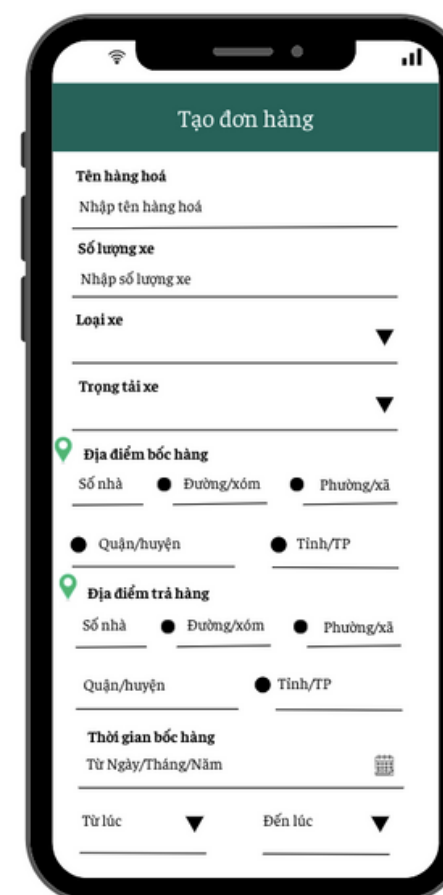 Tạo đơn hàng
Tên hàng hoá
Nhập tên hàng hoá
Số lượng xe
Nhập số lượng xe
Loại xe
Trọng tải xe
Địa điểm bốc hàng
Số nhà Đường/xóm Phường/xã
Quận/huyện Tỉnh/TP
Địa điểm trả hàng
Số nhà Đường/xóm Phường/xã
Quận/huyện Tỉnh/TP
Thời gian bốc hàng
Từ Ngày/Tháng/Năm
Từ lúc Đến lúc